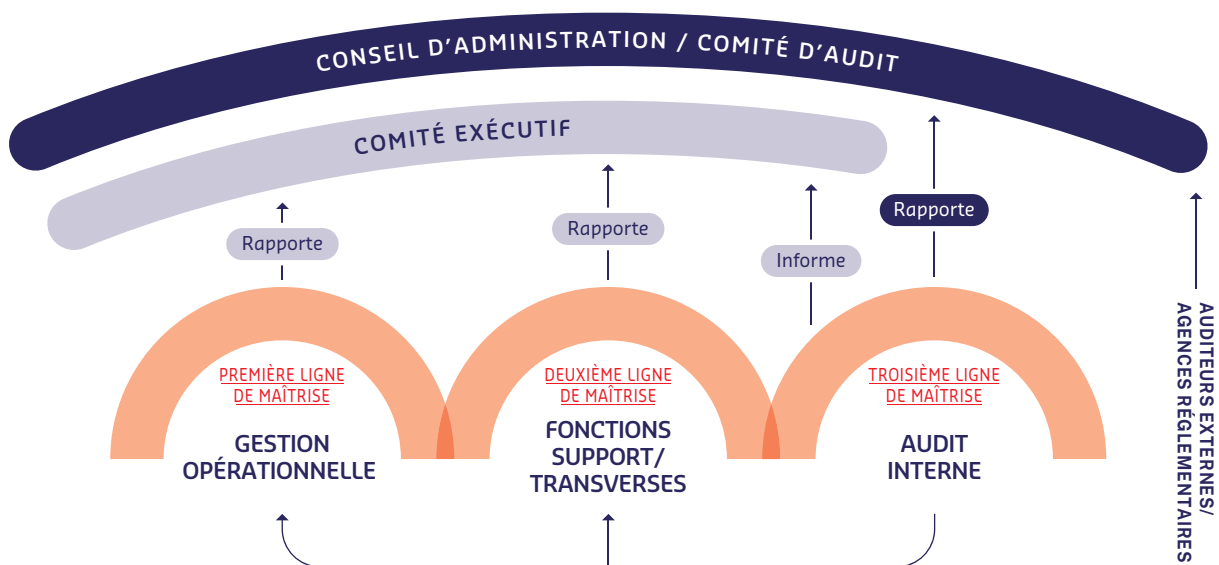 CONSEIL D'ADMINISTRATION / COMITÉ D'AUDIT
COMITÉ EXÉCUTIF
Rapporte
Rapporte
Informe
Rapporte
PREMIÈRE LIGNE
DE MAÎTRISE
GESTION
OPÉRATIONNELLE
DEUXIÈME LIGNE
DE MAÎTRISE
FONCTIONS
SUPPORT/
TRANSVERSES
TROISIÈME LIGNE
DE MAÎTRISE
AUDIT
INTERNE
AUDITEURS EXTERNES/
AGENCES RÉGLEMENTAIRES